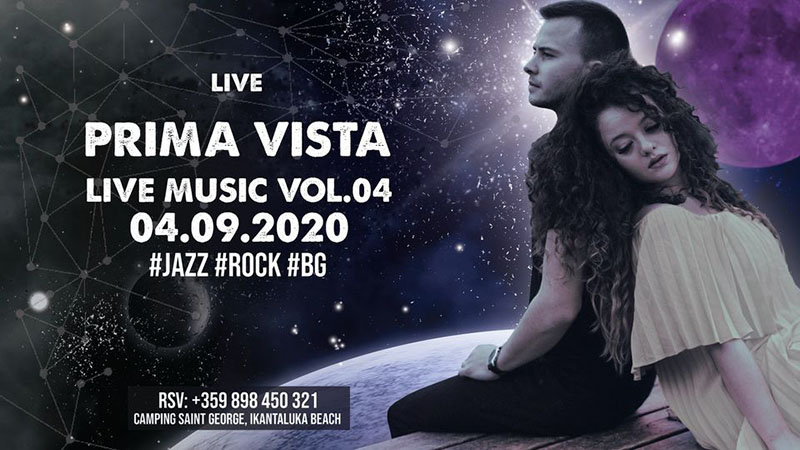 LIVE
PRIMA VISTA
LIVE MUSIC VOL.04
04.09.2020
#JAZZ #ROCK #BG
RSV: +359 898 450 321
CAMPING SAINT GEORGE, IKANTALUKA BEACH